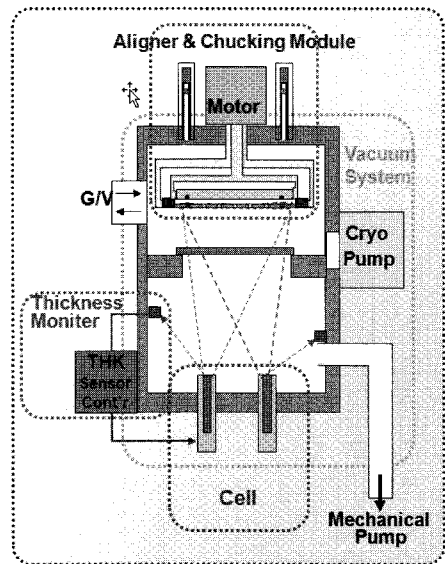 Aligner & Chucking Module
Motor
Vacuum
System
G/V
Cryo
Pump
Thickness
Moniter
THK
Sensor
Cont'r
Cell
Mechanical
Pump